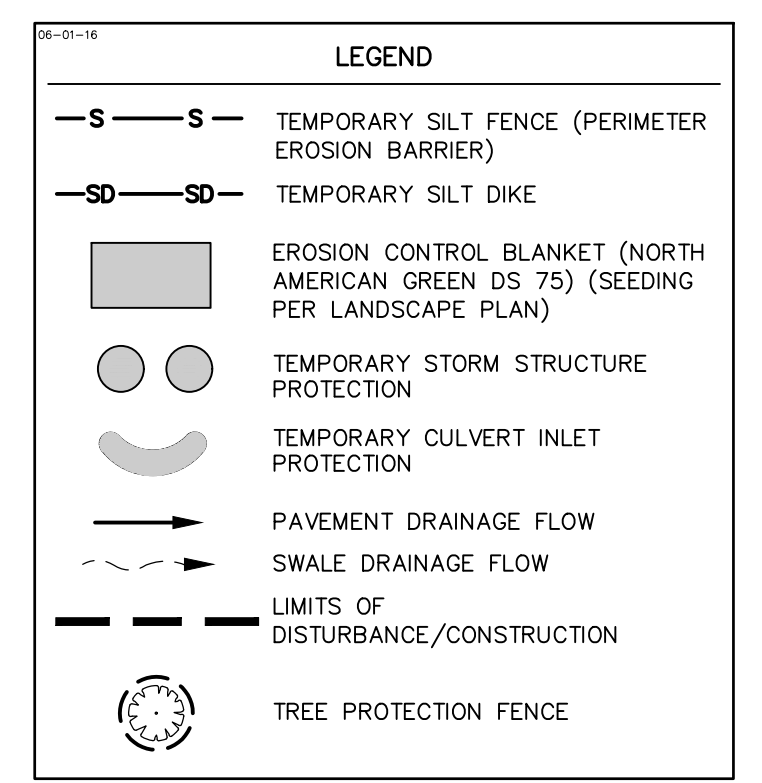 06-01-16
LEGEND
S S TEMPORARY SILT FENCE (PERIMETER
EROSION BARRIER)
SD SD TEMPORARY SILT DIKE
EROSION CONTROL BLANKET (NORTH
AMERICAN GREEN DS 75) (SEEDING
PER LANDSCAPE PLAN)
TEMPORARY STORM STRUCTURE
PROTECTION
TEMPORARY CULVERT INLET
PROTECTION
PAVEMENT DRAINAGE FLOW
SWALE DRAINAGE FLOW
LIMITS OF
DISTURBANCE/CONSTRUCTION
TREE PROTECTION FENCE